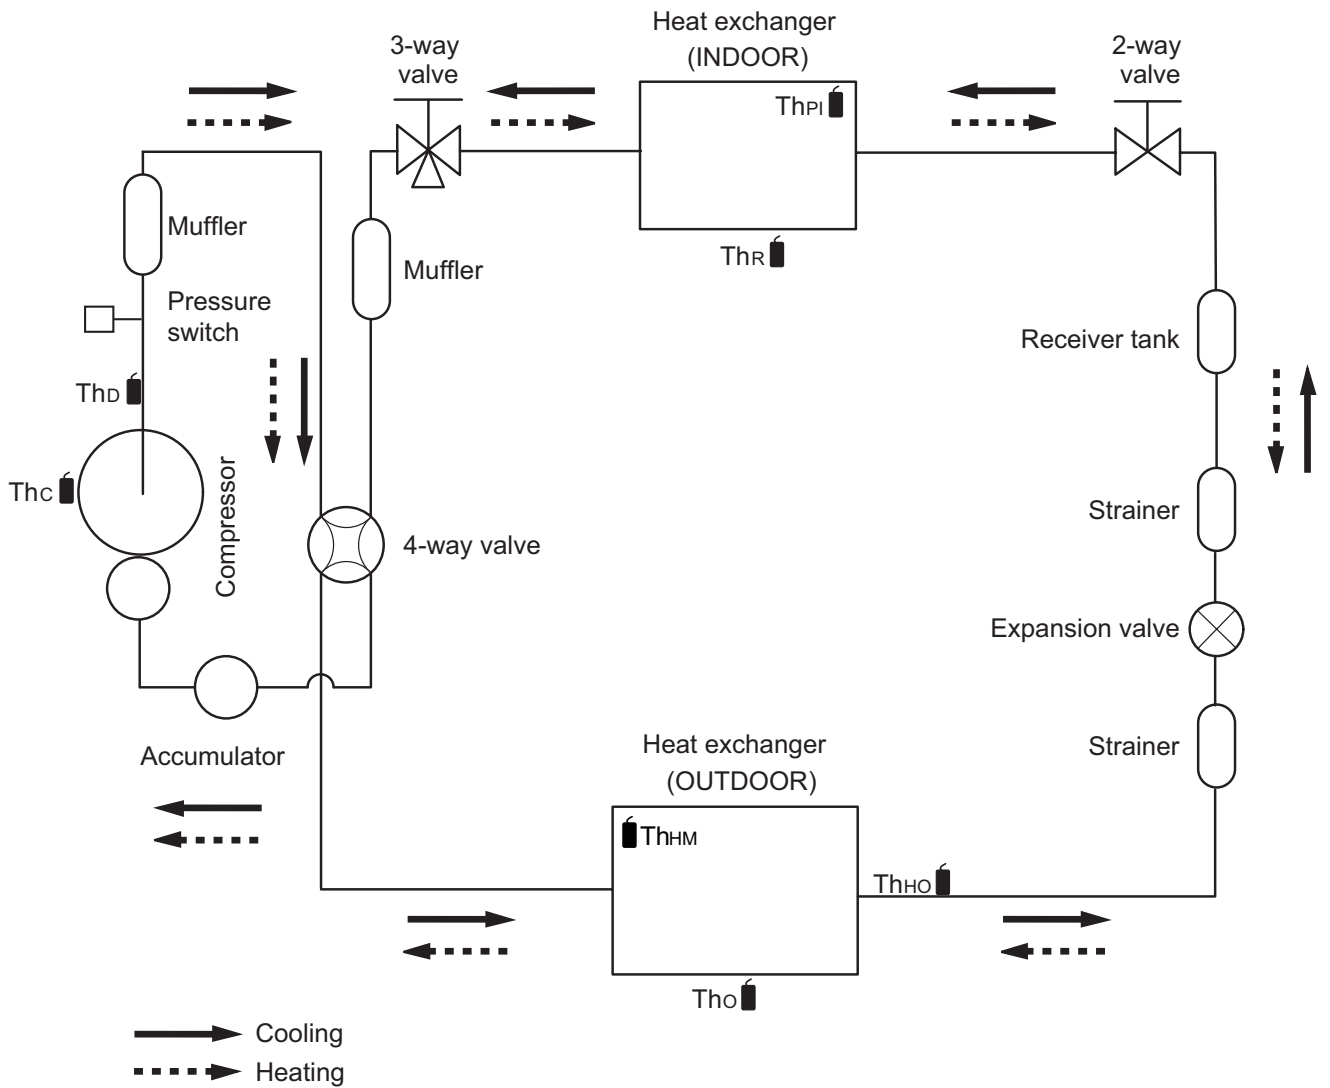 Heat exchanger
(INDOOR)
3-way
valve
2-way
valve
ThPI
Muffler
ThR
Muffler
Pressure
switch
Receiver tank
ThD
ThC
Compressor
Strainer
4-way valve
Expansion valve
Strainer
Heat exchanger
(OUTDOOR)
Accumulator
ThHM
ThHO
ThO
Cooling
Heating